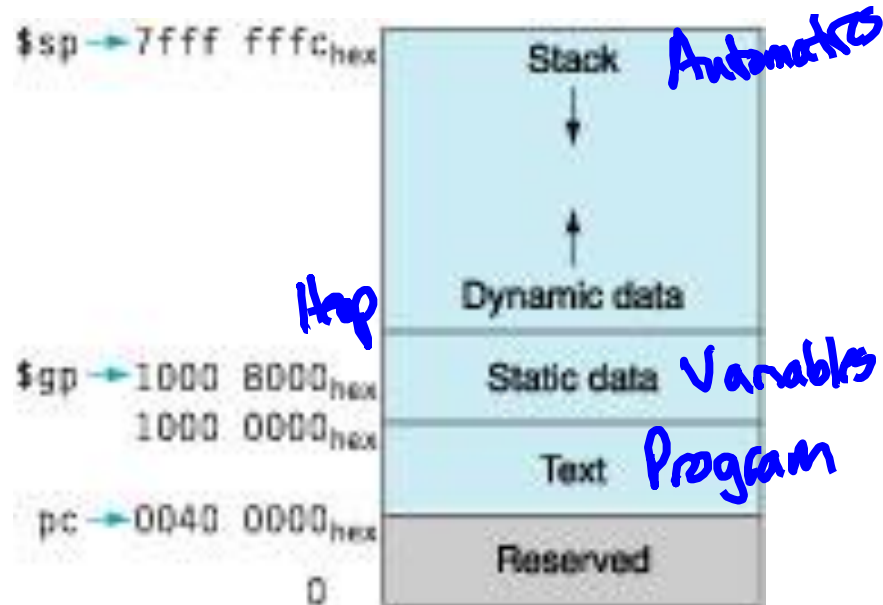 $sp → 7fff fffc hex
Stack
Automatics
Heap
Dynamic data
$gp → 1000 8000 hex
Static data
Variables
1000 0000 hex
Text
Program
pc → 0040 0000 hex
Reserved
0